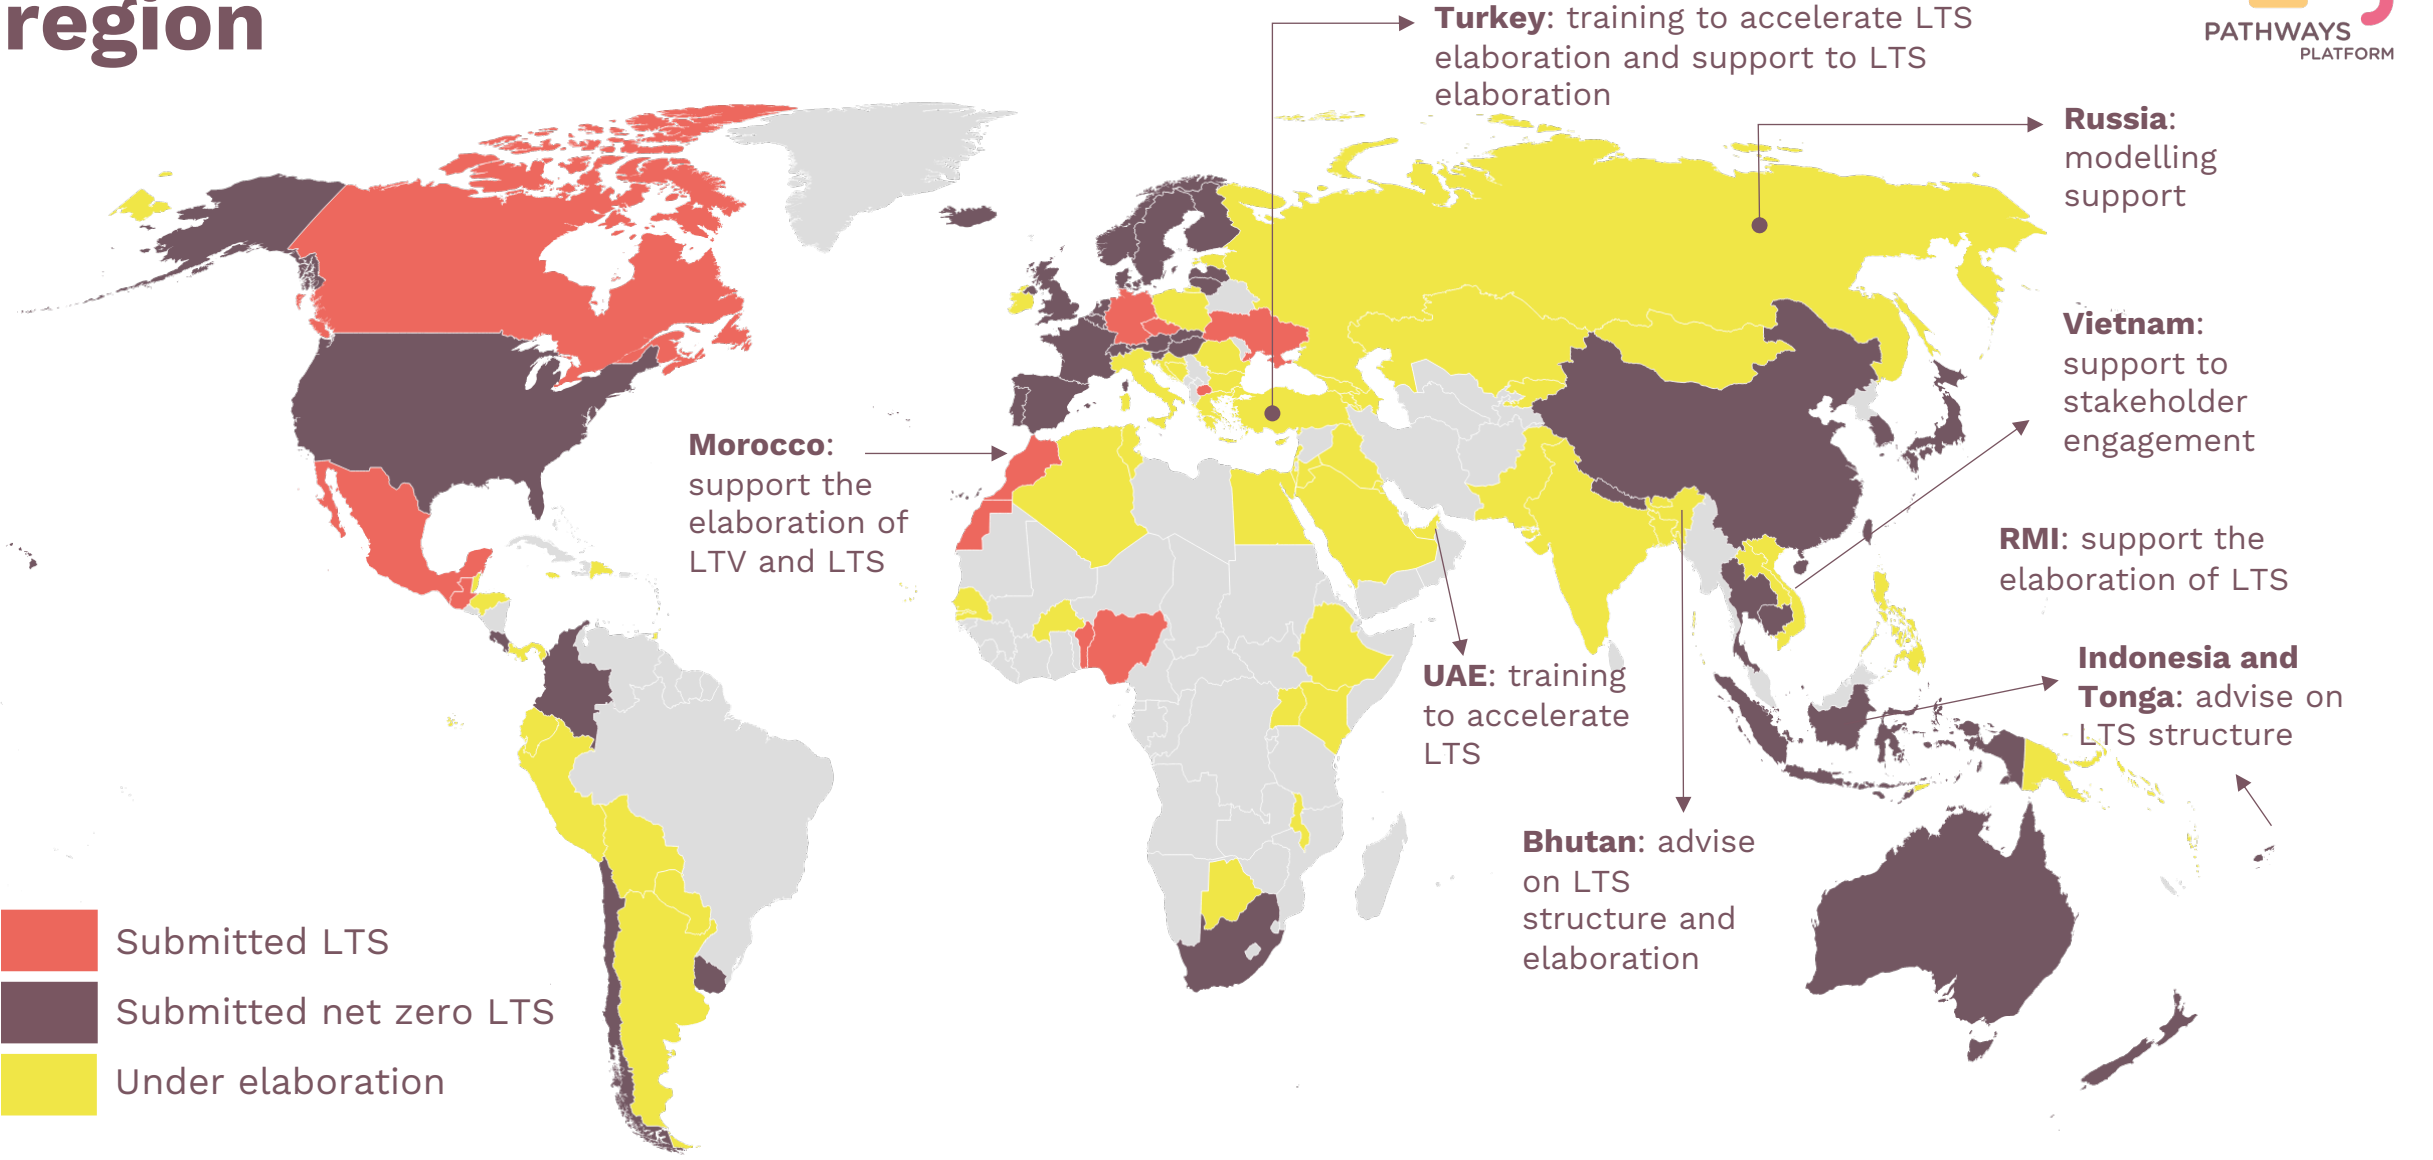 region
PATHWAYS
PLATFORM
Turkey: training to accelerate LTS
elaboration and support to LTS
elaboration
Russia:
modelling
support
Vietnam:
support to
stakeholder
engagement
Morocco:
support the
elaboration of
LTV and LTS
RMI: support the
elaboration of LTS
UAE: training
to accelerate
LTS
Indonesia and
Tonga: advise on
LTS structure
Bhutan: advise
on LTS
structure and
elaboration
Submitted LTS
Submitted net zero LTS
Under elaboration